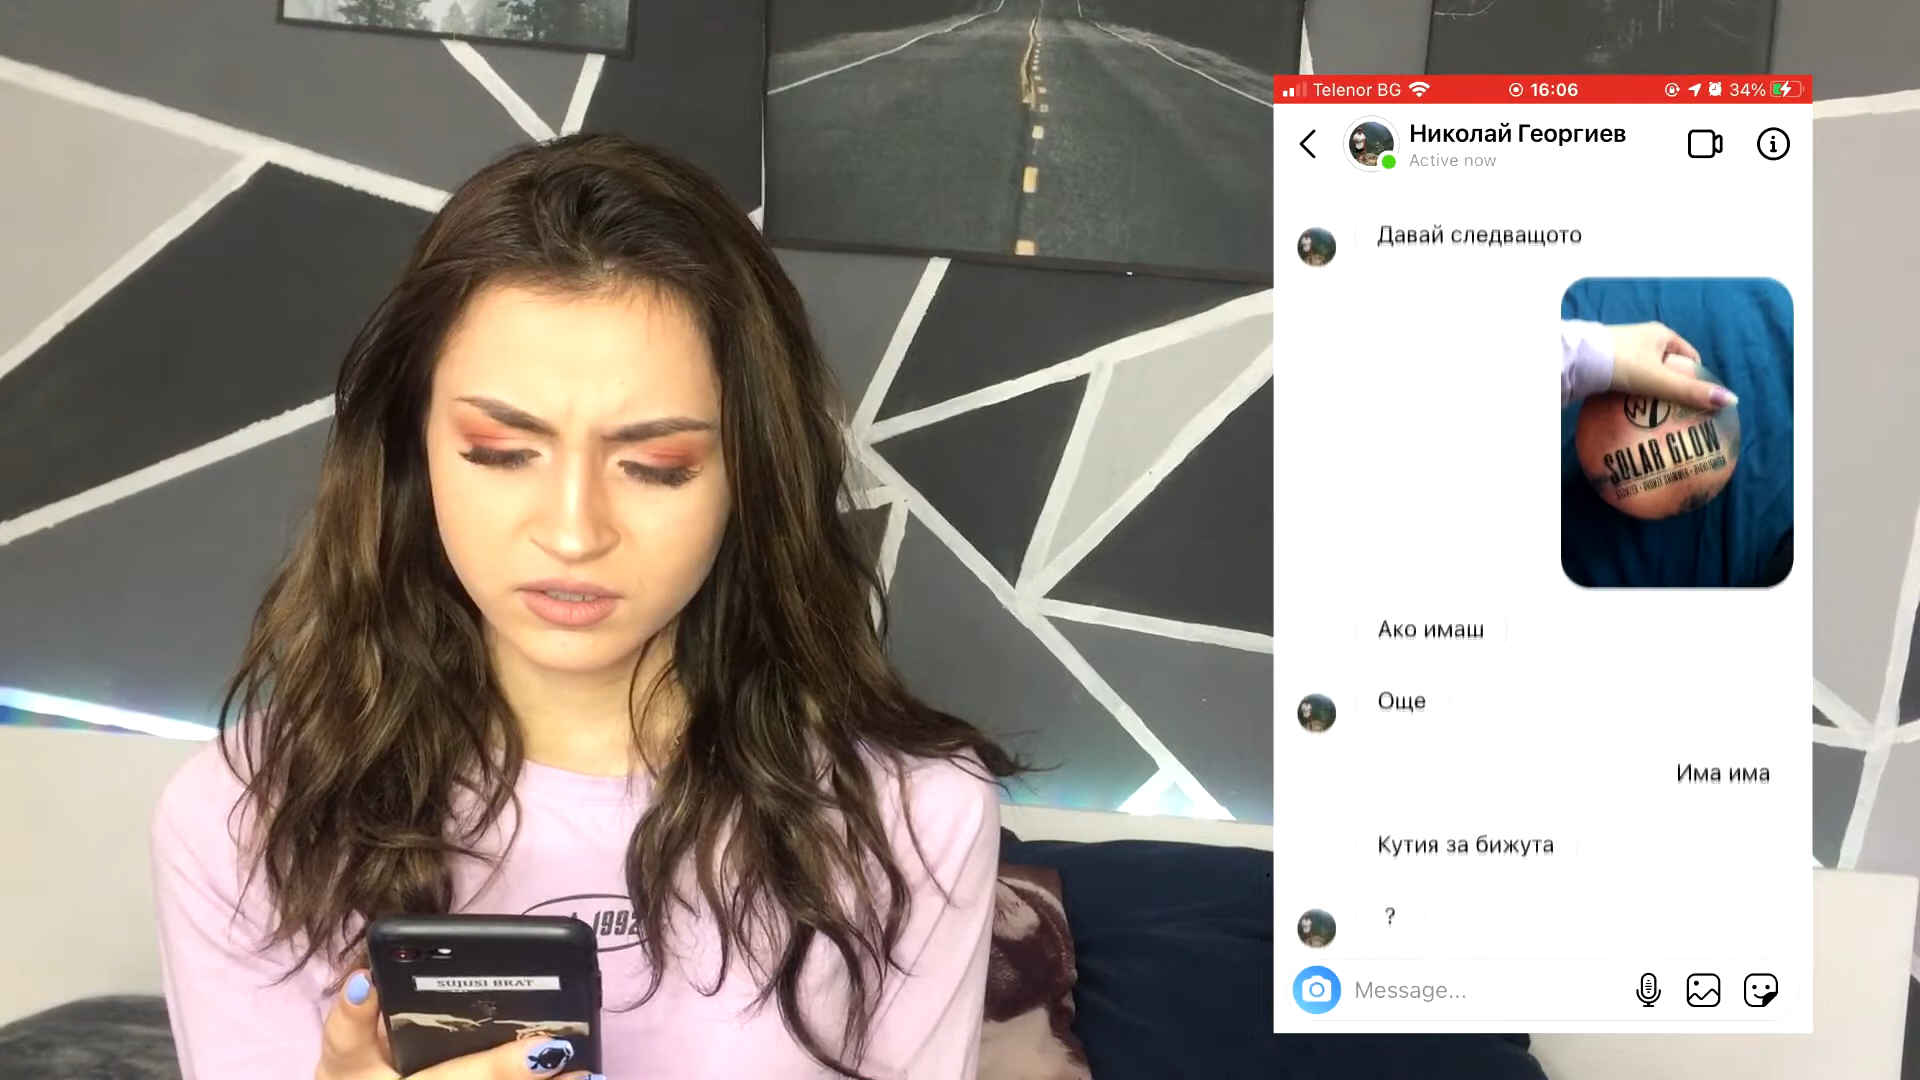 Telenor BG
16:06
34%
Николай Георгиев
Active now
Давай следващото
SOLAR GLOW
Ако имаш
Още
Има има
Кутия за бижута
?
Message...
1992
SUJUSI BRAT